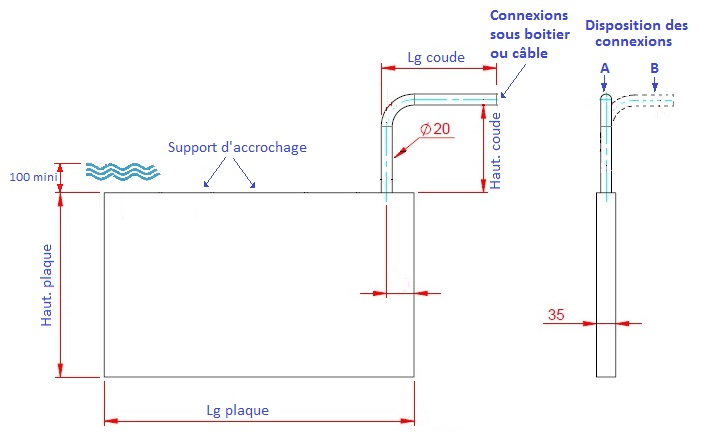 Connexions
sous boitier
ou câble
Disposition des
connexions
Lg coude
A
B
Ø20
Haut. coude
Support d'accrochage
100 mini
Haut. plaque
35
Lg plaque